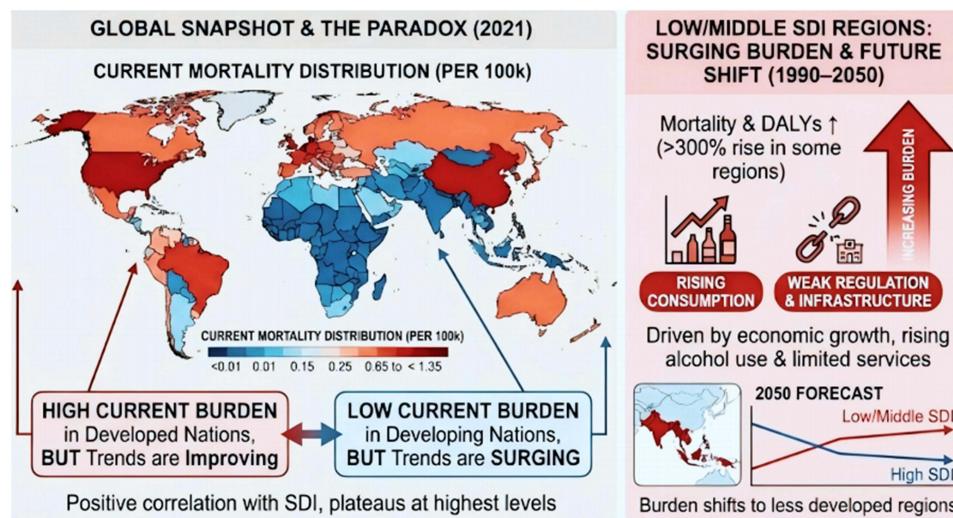 GLOBAL SNAPSHOT & THE PARADOX (2021)
CURRENT MORTALITY DISTRIBUTION (PER 100k)
CURRENT MORTALITY DISTRIBUTION (PER 100k)
<0.01 0.01 0.15 0.25 0.65 to < 1.35
HIGH CURRENT BURDEN
in Developed Nations,
BUT Trends are Improving
LOW CURRENT BURDEN
in Developing Nations,
BUT Trends are SURGING
Positive correlation with SDI, plateaus at highest levels
LOW/MIDDLE SDI REGIONS:
SURGING BURDEN & FUTURE
SHIFT (1990–2050)
Mortality & DALYs ↑
(>300% rise in some
regions)
INCREASING BURDEN
RISING
CONSUMPTION
WEAK REGULATION
& INFRASTRUCTURE
Driven by economic growth, rising
alcohol use & limited services
2050 FORECAST
Low/Middle SDI
High SDI
Burden shifts to less developed regions